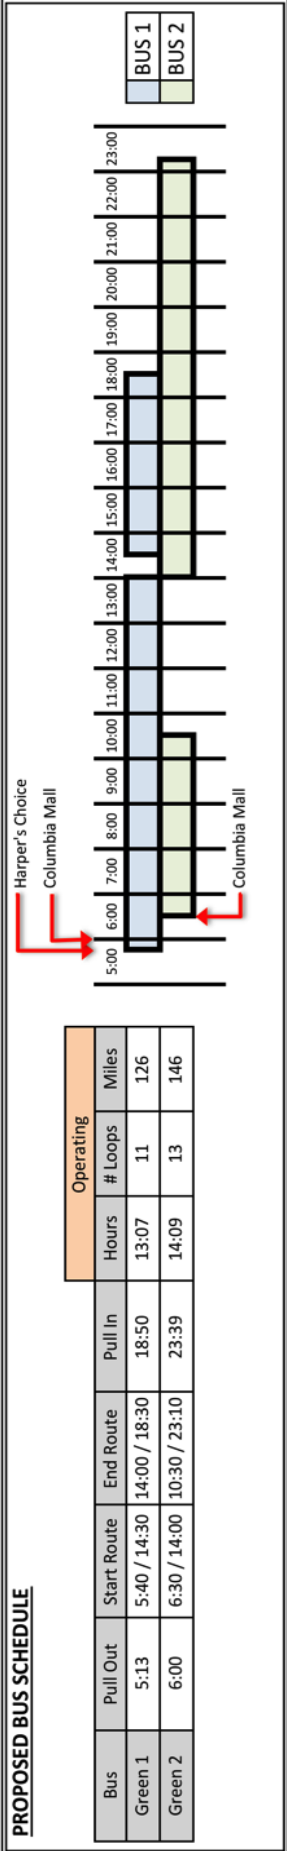 PROPOSED BUS SCHEDULE
Operating
Bus Pull Out Start Route End Route Pull In Hours # Loops Miles
Green 1 5:13 5:40 / 14:30 14:00 / 18:30 18:50 13:07 11 126
Green 2 6:00 6:30 / 14:00 10:30 / 23:10 23:39 14:09 13 146
Harper's Choice
Columbia Mall
5:00 6:00 7:00 8:00 9:00 10:00 11:00 12:00 13:00 14:00 15:00 16:00 17:00 18:00 19:00 20:00 21:00 22:00 23:00
Columbia Mall
BUS 1
BUS 2